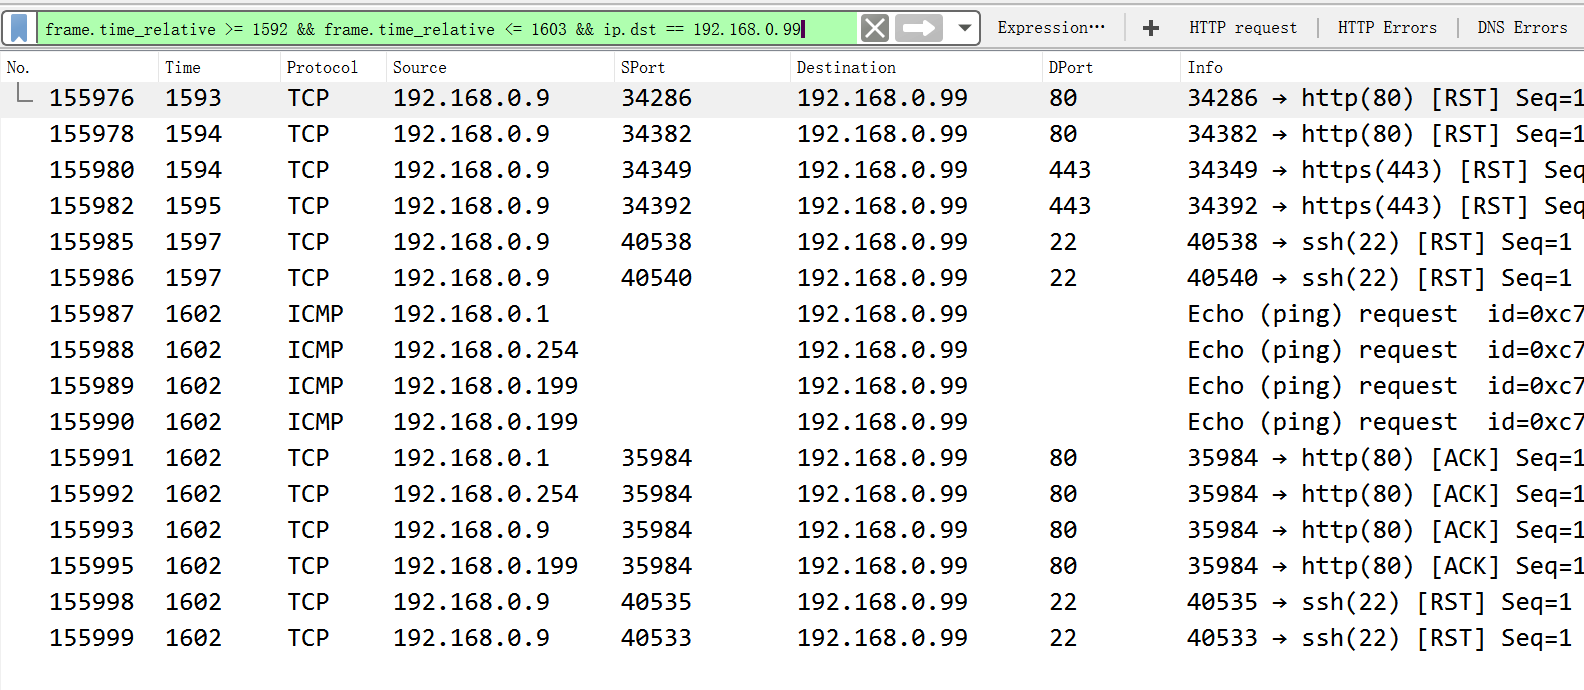 frame.time_relative >= 1592 && frame.time_relative <= 1603 && ip.dst == 192.168.0.99 Expression… + HTTP request | HTTP Errors | DNS Errors
No. Time Protocol Source SPort Destination DPort Info
155976 1593 TCP 192.168.0.9 34286 192.168.0.99 80 34286 → http(80) [RST] Seq=1
155978 1594 TCP 192.168.0.9 34382 192.168.0.99 80 34382 → http(80) [RST] Seq=1
155980 1594 TCP 192.168.0.9 34349 192.168.0.99 443 34349 → https(443) [RST] Seq
155982 1595 TCP 192.168.0.9 34392 192.168.0.99 443 34392 → https(443) [RST] Seq
155985 1597 TCP 192.168.0.9 40538 192.168.0.99 22 40538 → ssh(22) [RST] Seq=1
155986 1597 TCP 192.168.0.9 40540 192.168.0.99 22 40540 → ssh(22) [RST] Seq=1
155987 1602 ICMP 192.168.0.1 192.168.0.99 Echo (ping) request id=0xc7
155988 1602 ICMP 192.168.0.254 192.168.0.99 Echo (ping) request id=0xc7
155989 1602 ICMP 192.168.0.199 192.168.0.99 Echo (ping) request id=0xc7
155990 1602 ICMP 192.168.0.199 192.168.0.99 Echo (ping) request id=0xc7
155991 1602 TCP 192.168.0.1 35984 192.168.0.99 80 35984 → http(80) [ACK] Seq=1
155992 1602 TCP 192.168.0.254 35984 192.168.0.99 80 35984 → http(80) [ACK] Seq=1
155993 1602 TCP 192.168.0.9 35984 192.168.0.99 80 35984 → http(80) [ACK] Seq=1
155995 1602 TCP 192.168.0.199 35984 192.168.0.99 80 35984 → http(80) [ACK] Seq=1
155998 1602 TCP 192.168.0.9 40535 192.168.0.99 22 40535 → ssh(22) [RST] Seq=1
155999 1602 TCP 192.168.0.9 40533 192.168.0.99 22 40533 → ssh(22) [RST] Seq=1